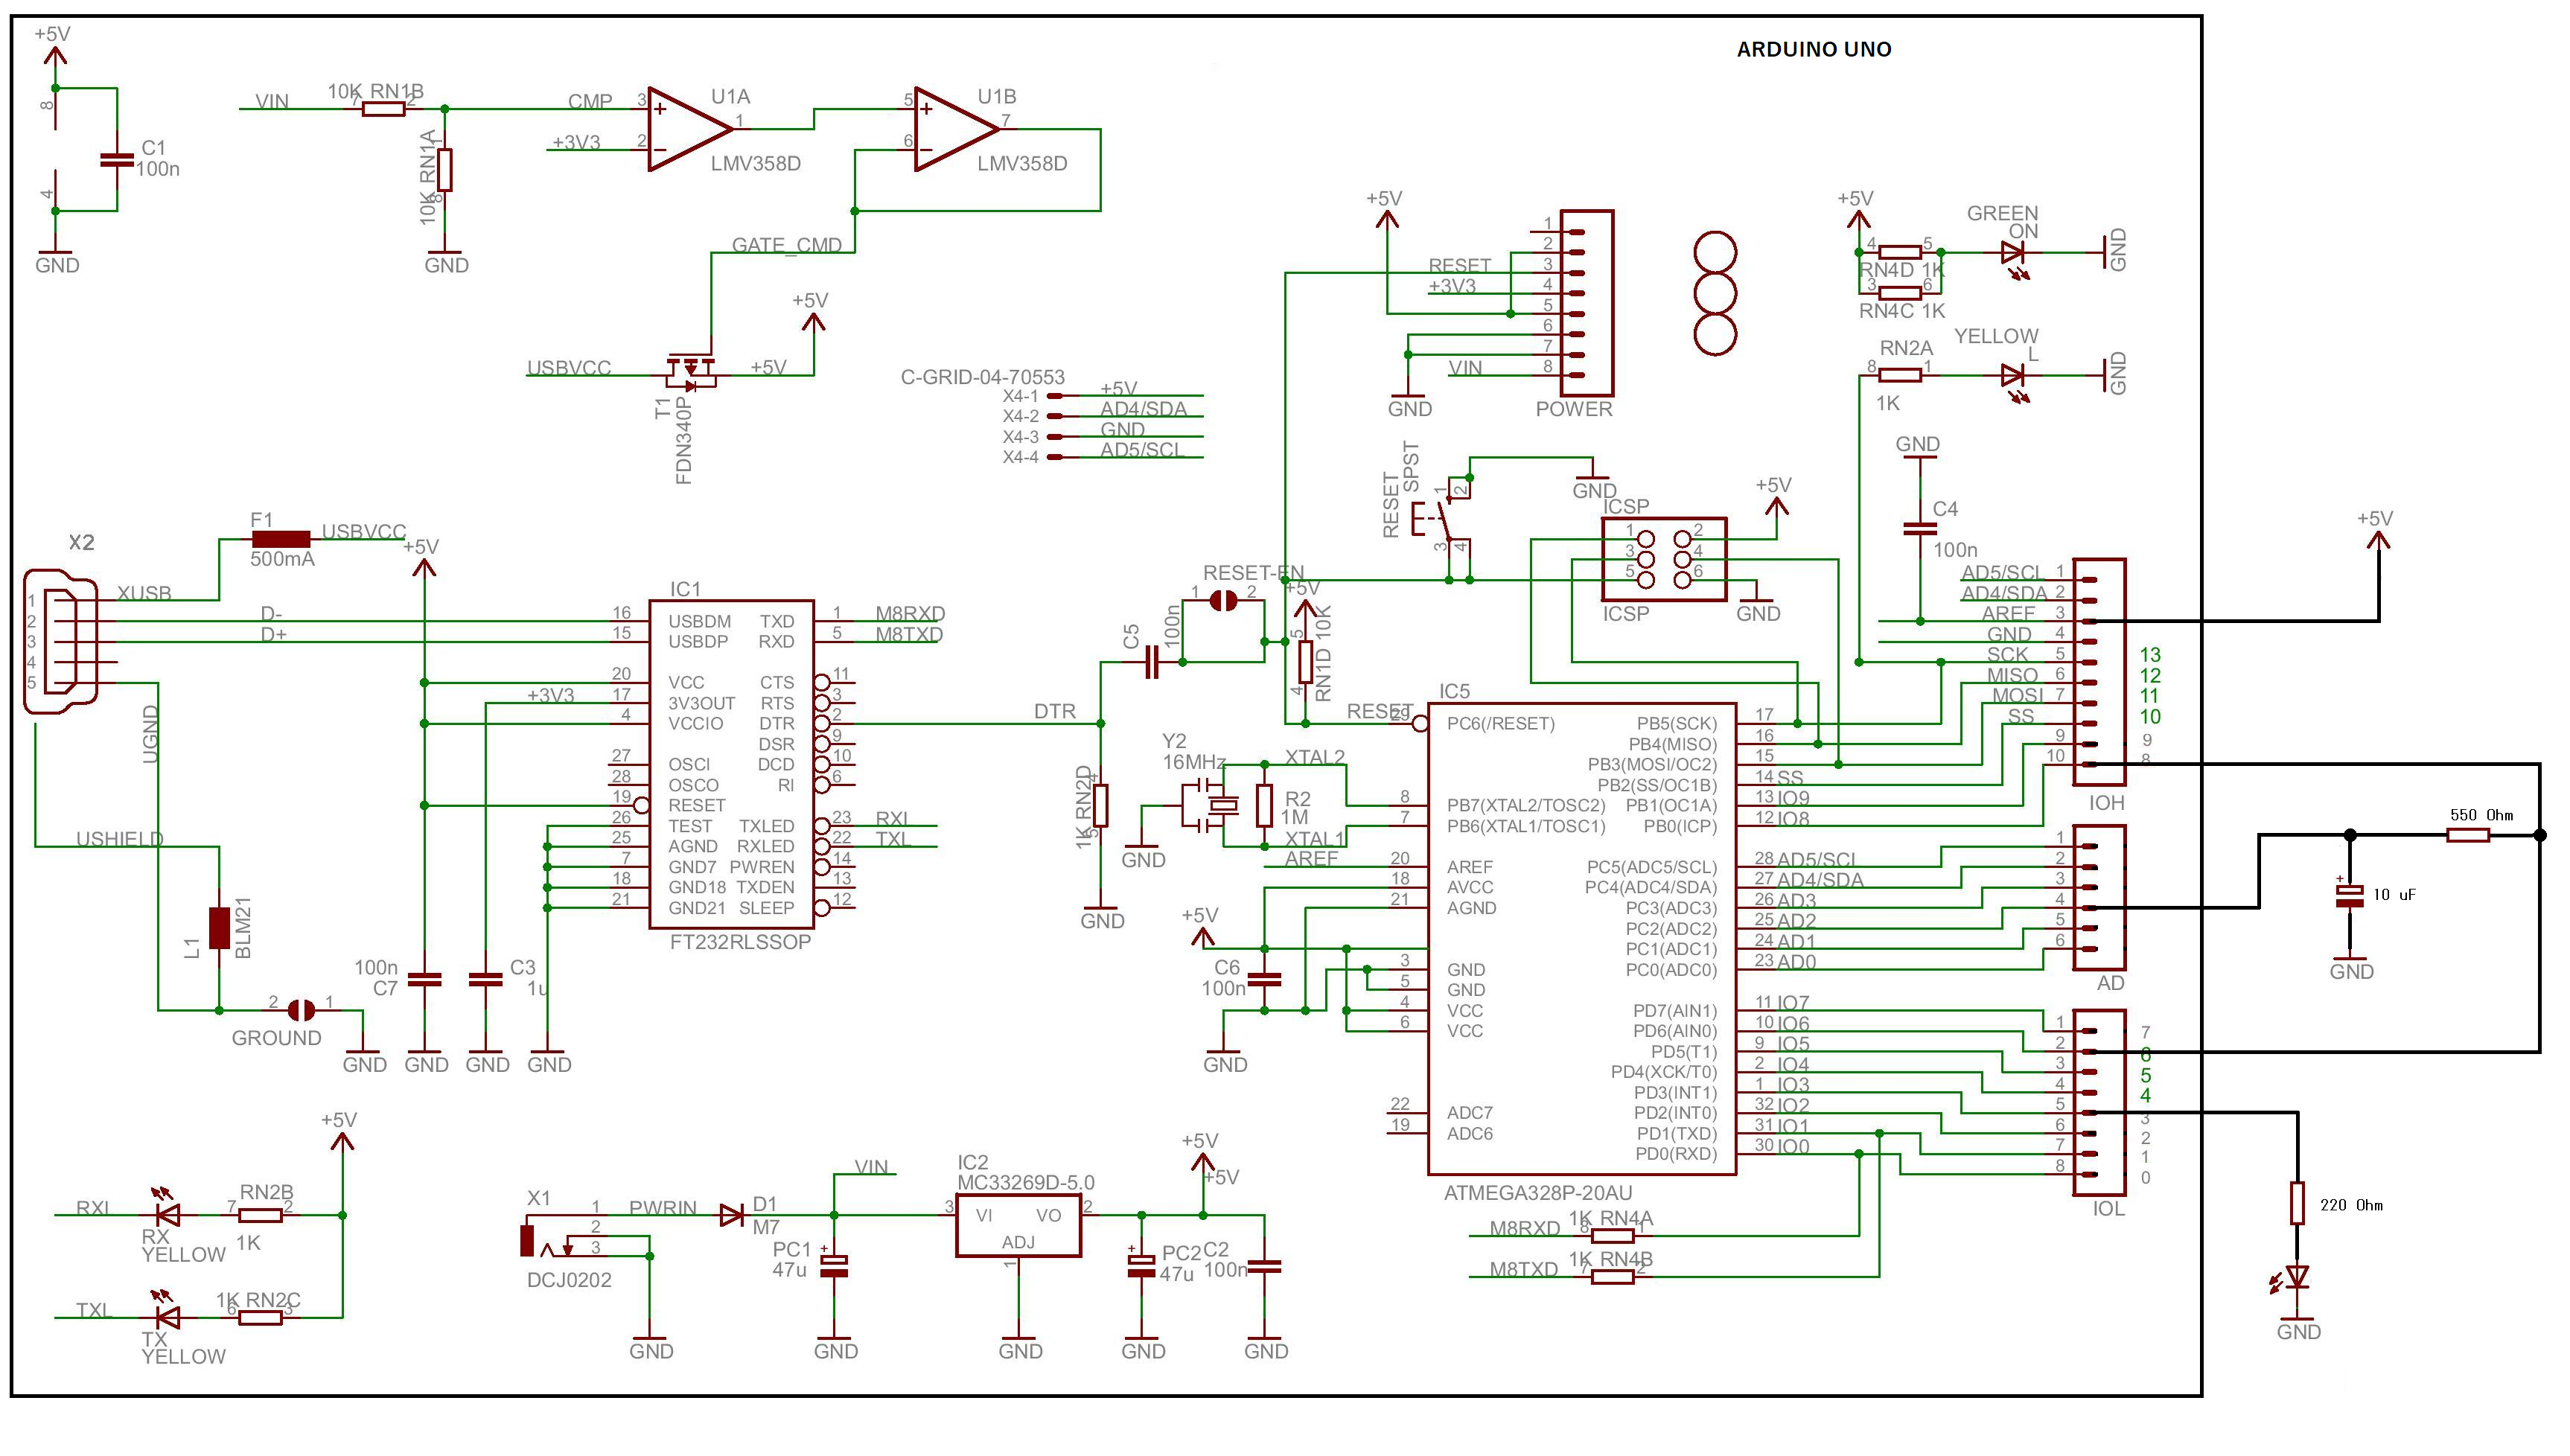 ARDUINO UNO
+5V
8
4
C1
100n
GND
VIN
10K RN1B
7
2
10K RN1A
1
8
GND
CMP
+3V3
3
2
1
U1A
LMV358D
5
6
7
U1B
LMV358D
GATE_CMD
USBVCC
+5V
+5V
T1
FDN340P
C-GRID-04-70553
X4-1
+5V
X4-2
AD4/SDA
X4-3
GND
X4-4
AD5/SCL
+5V
RESET
+3V3
VIN
GND
1
2
3
4
5
6
7
8
POWER
+5V
GREEN
ON
4
5
RN4D 1K
3
6
RN4C 1K
GND
YELLOW
L
RN2A
8
1
1K
GND
GND
C4
100n
RESET
SPST
1
2
3
4
GND
ICSP
1
2
3
4
5
6
ICSP
+5V
GND
X2
1
2
3
4
5
F1
500mA
USBVCC
XUSB
D-
D+
UGND
USHIELD
L1
BLM21
2
1
GROUND
GND
+5V
+3V3
100n
C7
GND
C3
1u
GND
GND
IC1
16 USBDM TXD 1 M8RXD
15 USBDP RXD 5 M8TXD
20 VCC CTS 11
17 3V3OUT RTS 3
4 VCCIO DTR 2
DSR 9
27 OSCI DCD 10
28 OSCO RI 6
19 RESET
26 TEST TXLED 23 RXL
25 AGND RXLED 22 TXL
7 GND7 PWREN 14
18 GND18 TXDEN 13
21 GND21 SLEEP 12
FT232RLSSOP
DTR
1K RN2D
4
5
GND
C5
100n
RESET-EN
1
2
+5V
RN1D 10K
5
4
RESET
29
Y2
16MHz
XTAL2
R2
1M
XTAL1
GND
AREF
+5V
C6
100n
GND
IC5
PC6(/RESET) PB5(SCK) 17
PB4(MISO) 16
PB3(MOSI/OC2) 15
PB2(SS/OC1B) 14 SS
8 PB7(XTAL2/TOSC2) PB1(OC1A) 13 IO9
7 PB6(XTAL1/TOSC1) PB0(ICP) 12 IO8
20 AREF PC5(ADC5/SCL) 28 AD5/SCL
18 AVCC PC4(ADC4/SDA) 27 AD4/SDA
21 AGND PC3(ADC3) 26 AD3
PC2(ADC2) 25 AD2
PC1(ADC1) 24 AD1
3 GND PC0(ADC0) 23 AD0
5 GND
4 VCC PD7(AIN1) 11 IO7
6 VCC PD6(AIN0) 10 IO6
PD5(T1) 9 IO5
PD4(XCK/T0) 2 IO4
PD3(INT1) 1 IO3
22 ADC7 PD2(INT0) 32 IO2
19 ADC6 PD1(TXD) 31 IO1
PD0(RXD) 30 IO0
ATMEGA328P-20AU
M8RXD
1K RN4A
8
1
M8TXD
1K RN4B
7
2
AD5/SCL 1
AD4/SDA 2
AREF 3
GND 4
SCK 5 13
MISO 6 12
MOSI 7 11
SS 8 10
9 9
10 8
IOH
1
2
3
4
5
6
AD
1 7
2 6
3 5
4 4
5 3
6 2
7 1
8 0
IOL
+5V
550 Ohm
+
10 uF
GND
220 Ohm
GND
+5V
RXL
RX
YELLOW
RN2B
7
2
1K
TXL
TX
YELLOW
1K RN2C
6
3
X1
1
2
3
DCJ0202
PWRIN
GND
D1
M7
VIN
PC1
+
47u
GND
IC2
MC33269D-5.0
3
VI
VO
2
ADJ
1
GND
+5V
+5V
+
PC2
47u
GND
C2
100n
GND